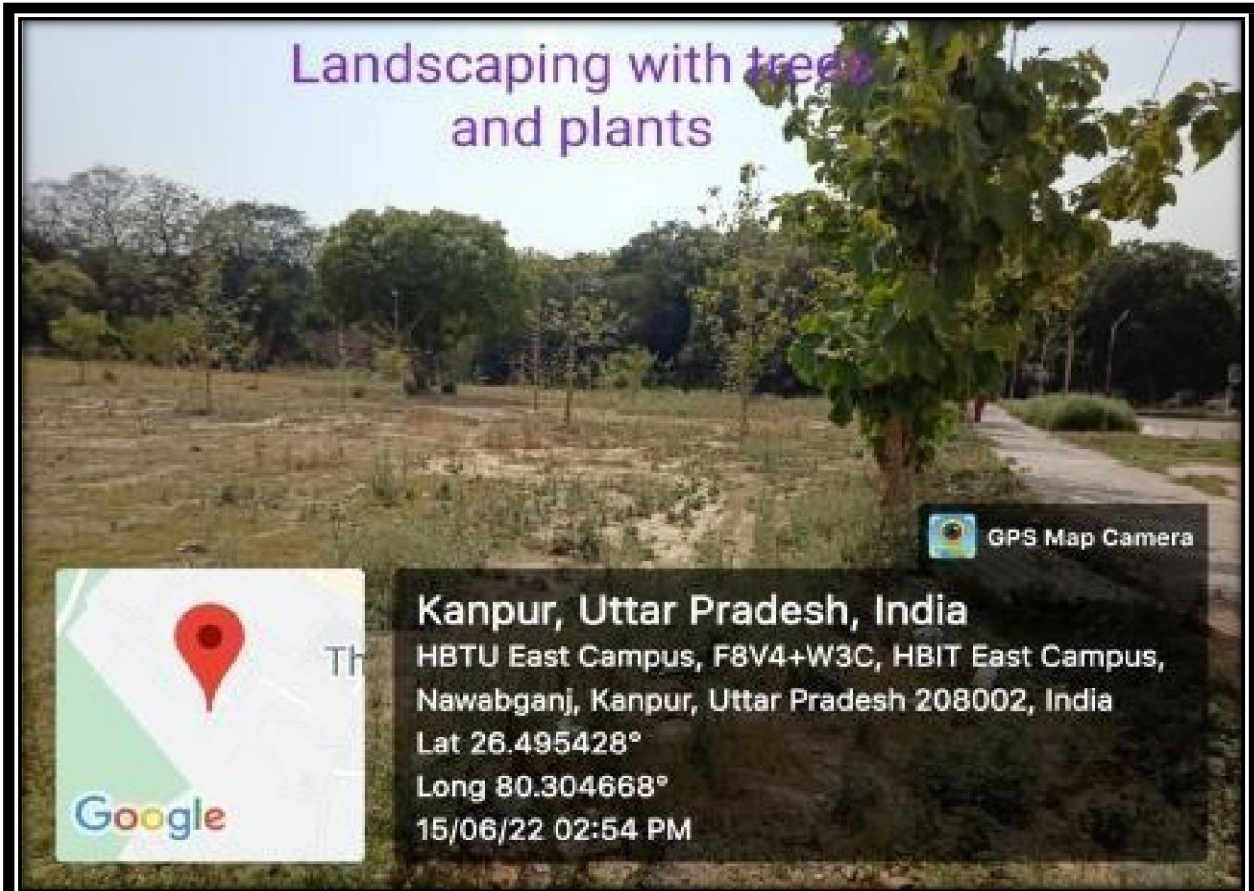 Landscaping with trees
and plants
GPS Map Camera
Th
Google
Kanpur, Uttar Pradesh, India
HBTU East Campus, F8V4+W3C, HBIT East Campus,
Nawabganj, Kanpur, Uttar Pradesh 208002, India
Lat 26.495428°
Long 80.304668°
15/06/22 02:54 PM